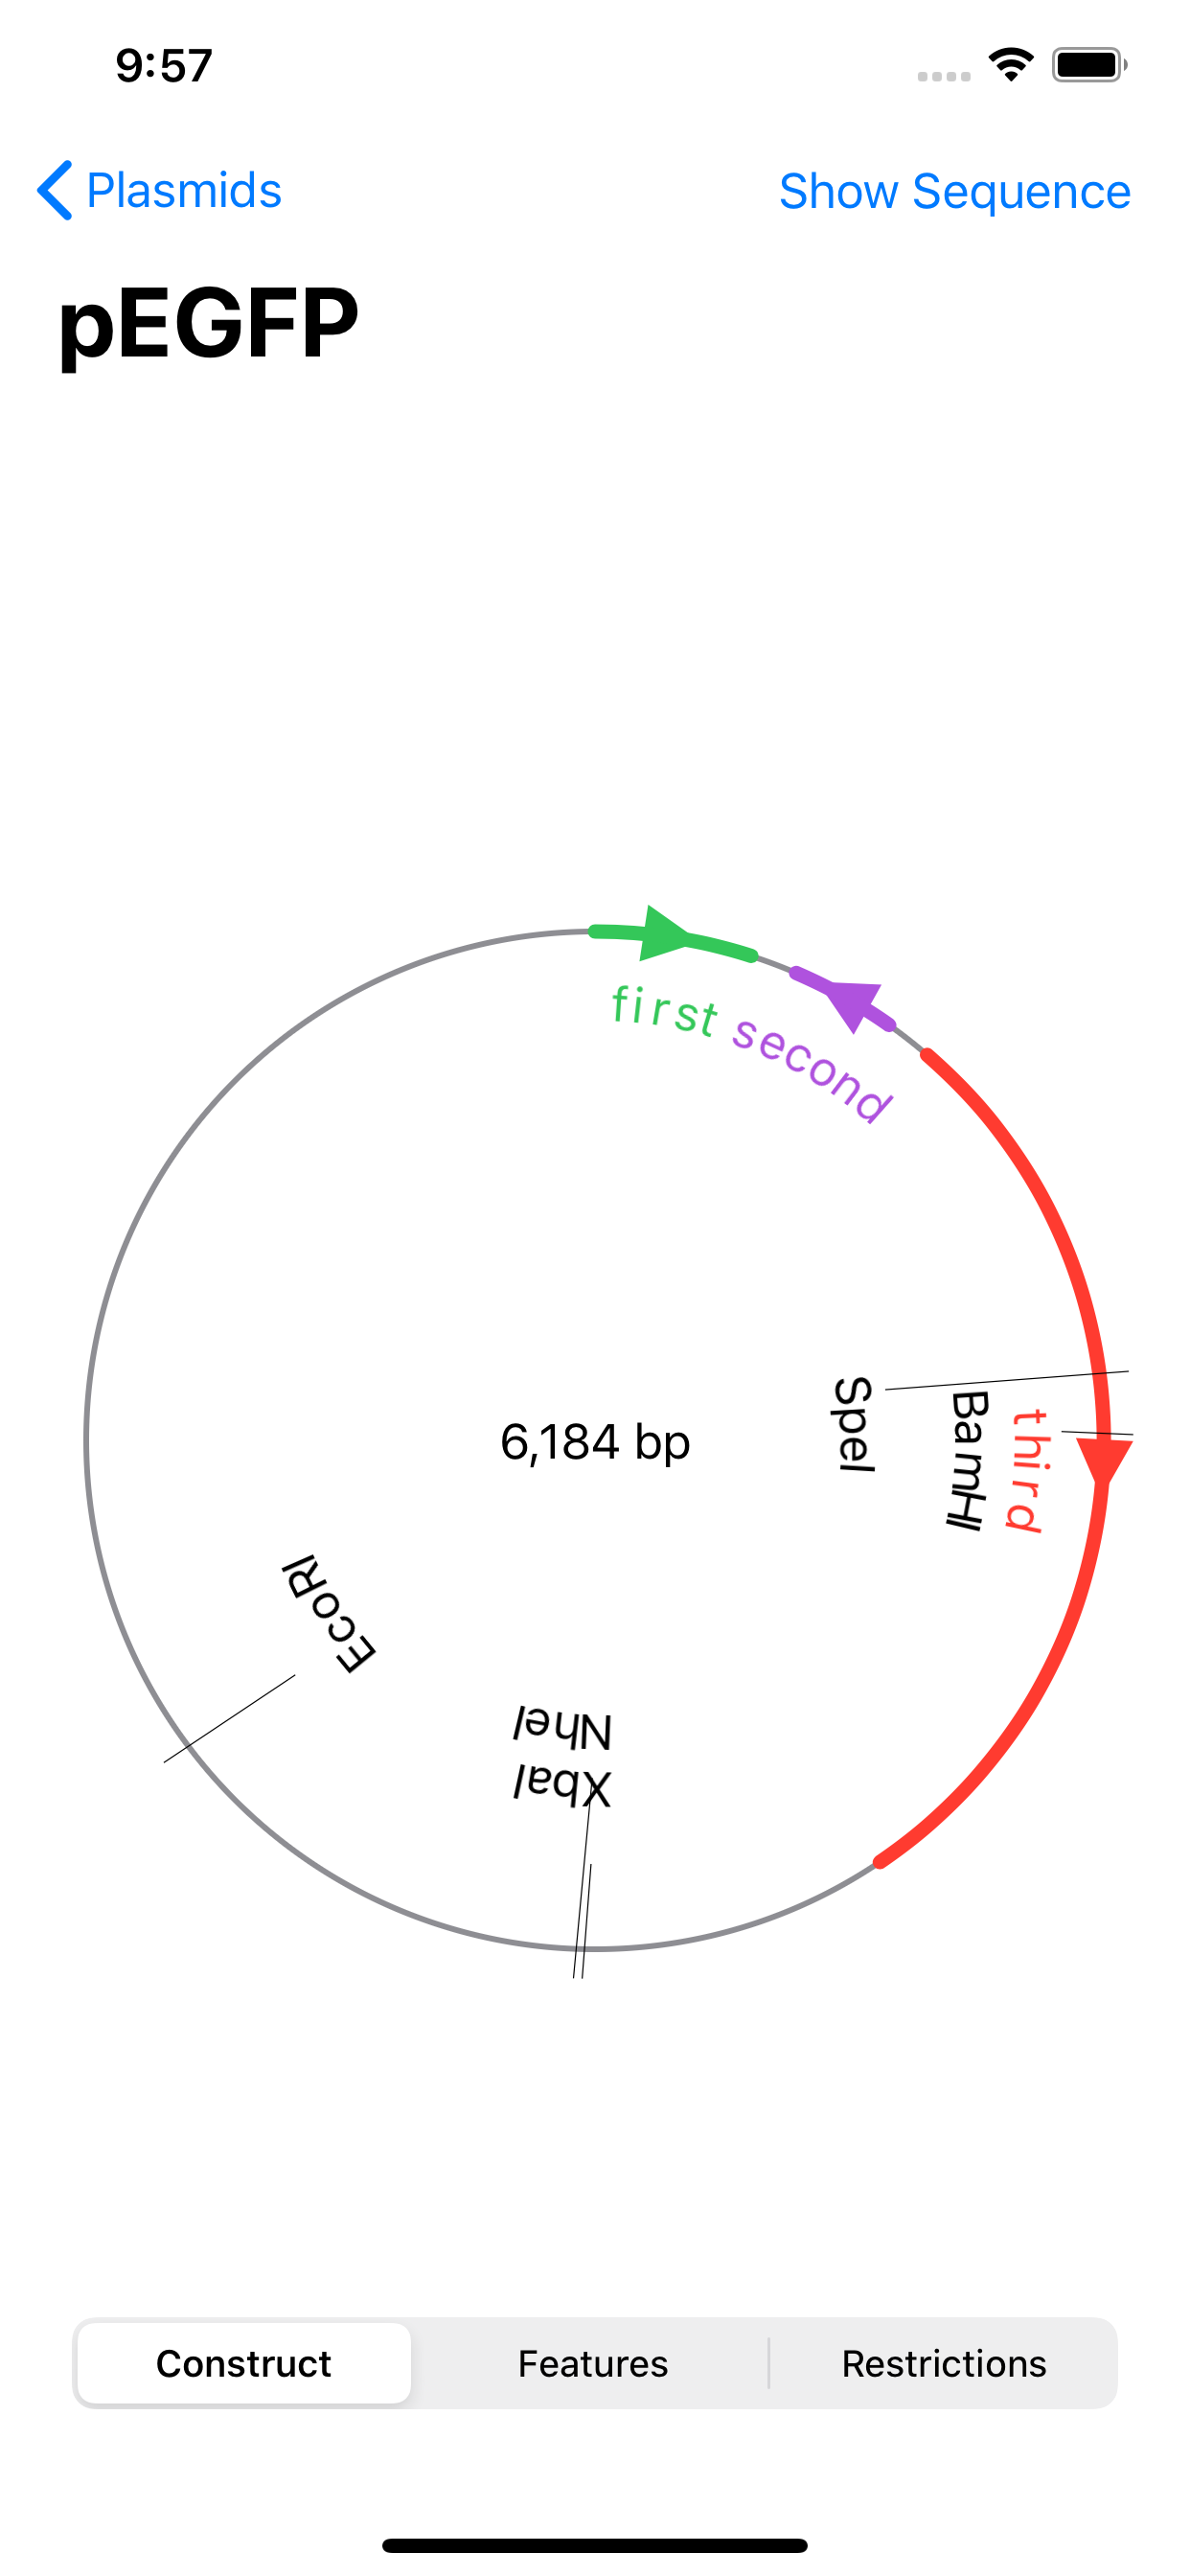 9:57
Plasmids
Show Sequence
pEGFP
first
second
third
SpeI
BamHI
6,184 bp
EcoRI
NheI
XbaI
Construct
Features
Restrictions